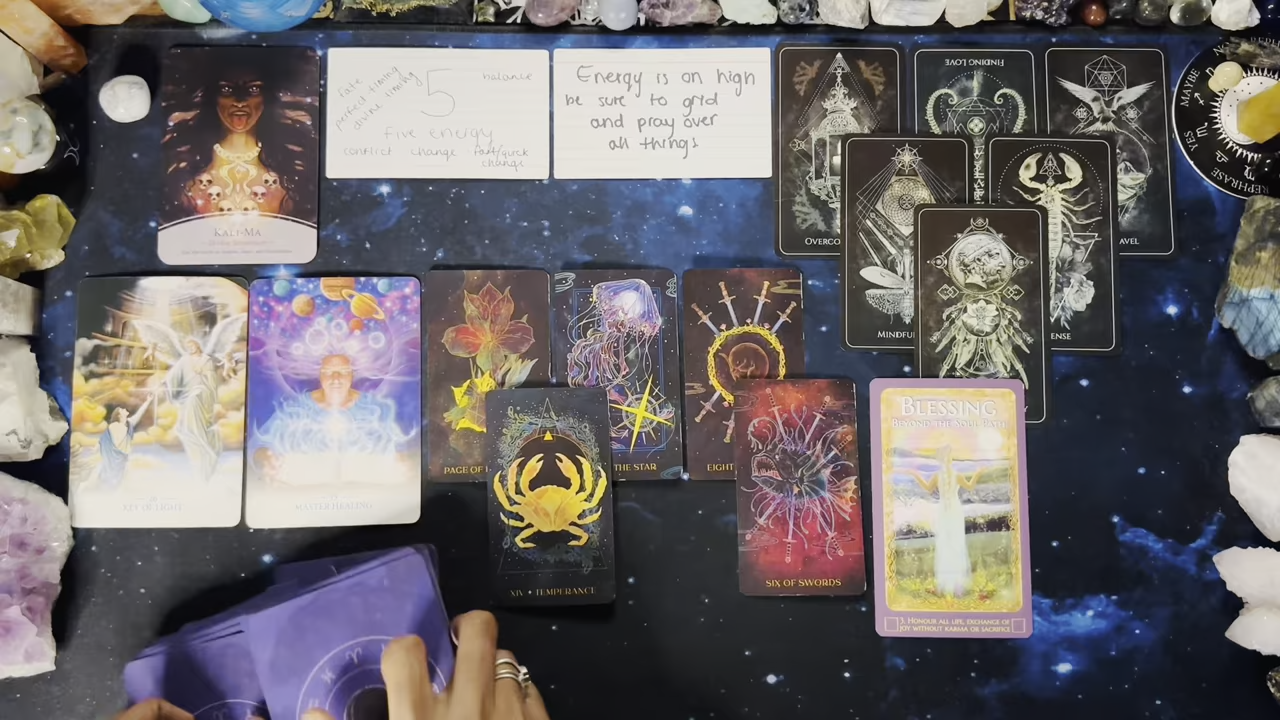 KALI-MA
fate
perfect timing
divine timing
5
balance
five energy
conflict change - fast/quick
change
Energy is on high
be sure to grid
and pray over
all things
OVERCO
FINDING LOVE
AVEL
MINDFUL
ENSE
MAYBE
YES
REPHRASE
KEY OF LIGHT
MASTER HEALING
PAGE OF
THE STAR
EIGHT
XIV • TEMPERANCE
SIX OF SWORDS
BLESSING
BEYOND THE SOUL PATH
5. HONOUR ALL LIFE, EXCHANGE OF
JOY WITHOUT KARMA OR SACRIFICE